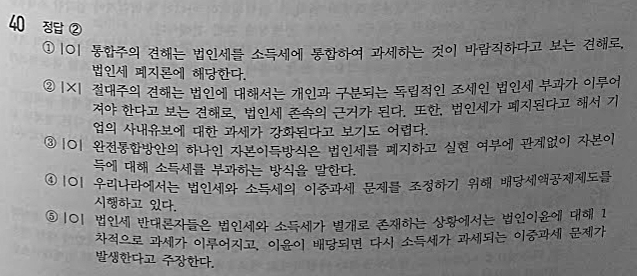 40 정답 ②
① |O| 통합주의 견해는 법인세를 소득세에 통합하여 과세하는 것이 바람직하다고 보는 견해로,
법인세 폐지론에 해당한다.
② |X| 절대주의 견해는 법인에 대해서는 개인과 구분되는 독립적인 조세인 법인세 부과가 이루어
져야 한다고 보는 견해로, 법인세 존속의 근거가 된다. 또한, 법인세가 폐지된다고 해서 기
업의 사내유보에 대한 과세가 강화된다고 보기도 어렵다.
③ |O| 완전통합방안의 하나인 자본이득방식은 법인세를 폐지하고 실현 여부에 관계없이 자본이
득에 대해 소득세를 부과하는 방식을 말한다.
④ |O| 우리나라에서는 법인세와 소득세의 이중과세 문제를 조정하기 위해 배당세액공제제도를
시행하고 있다.
⑤ |O| 법인세 반대론자들은 법인세와 소득세가 별개로 존재하는 상황에서는 법인이윤에 대해 1
차적으로 과세가 이루어지고, 이윤이 배당되면 다시 소득세가 과세되는 이중과세 문제가
발생한다고 주장한다.